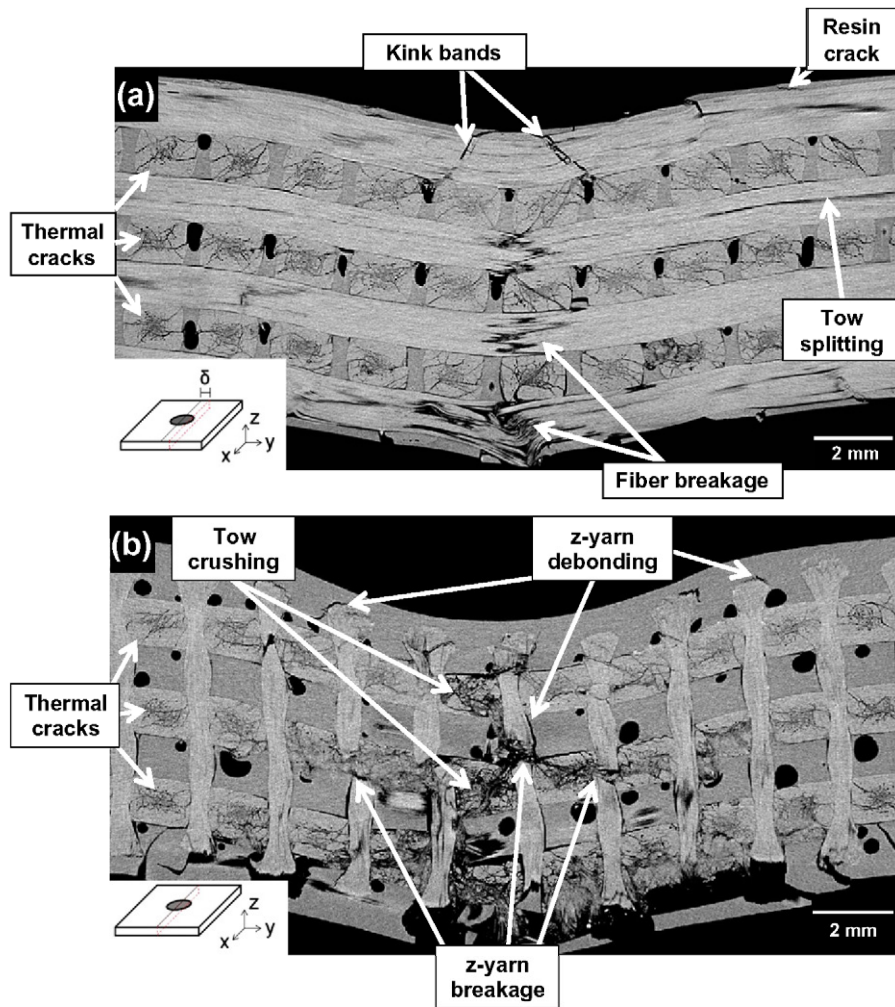 Kink bands
Resin
crack
(a)
Thermal
cracks
Tow
splitting
δ
z
y
x
Fiber breakage
2 mm
(b)
Tow
crushing
z-yarn
debonding
Thermal
cracks
z
y
x
z-yarn
breakage
2 mm